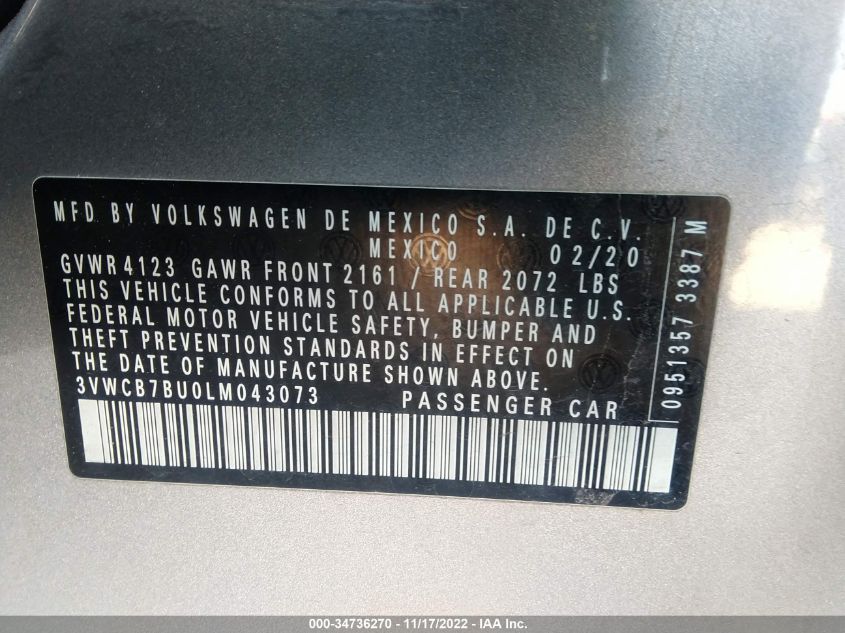 MFD BY VOLKSWAGEN DE MEXICO S.A. DE C.V.
MEXICO 02/20
GVWR 4123 GAWR FRONT 2161 / REAR 2072 LBS
THIS VEHICLE CONFORMS TO ALL APPLICABLE U.S.
FEDERAL MOTOR VEHICLE SAFETY, BUMPER AND
THEFT PREVENTION STANDARDS IN EFFECT ON
THE DATE OF MANUFACTURE SHOWN ABOVE.
3VWCB7BU0LM043073 PASSENGER CAR
0951357 3387 M
000-34736270 - 11/17/2022 - IAA Inc.